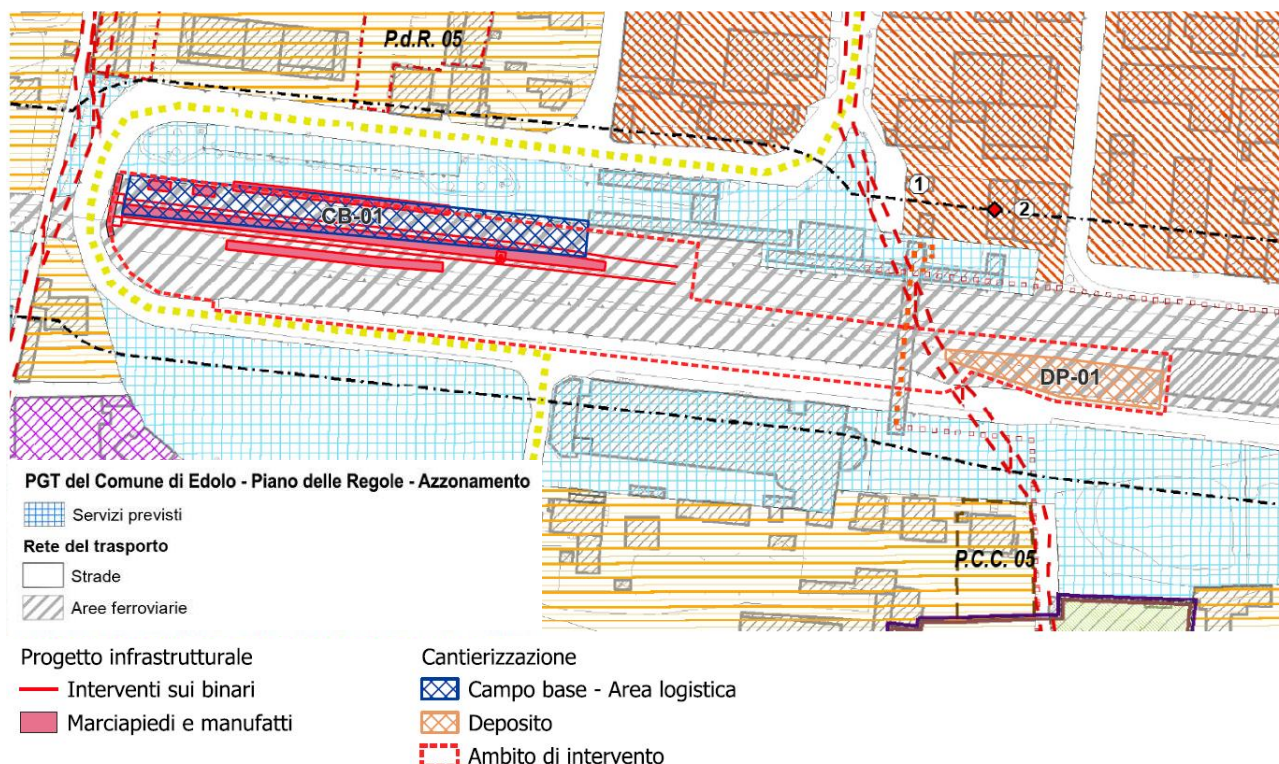 P.d.R. 05
1
2
CB-01
DP-01
P.C.C. 05
PGT del Comune di Edolo - Piano delle Regole - Azzonamento
Servizi previsti
Rete del trasporto
Strade
Aree ferroviarie
Progetto infrastrutturale
Interventi sui binari
Marciapiedi e manufatti
Cantierizzazione
Campo base - Area logistica
Deposito
Ambito di intervento